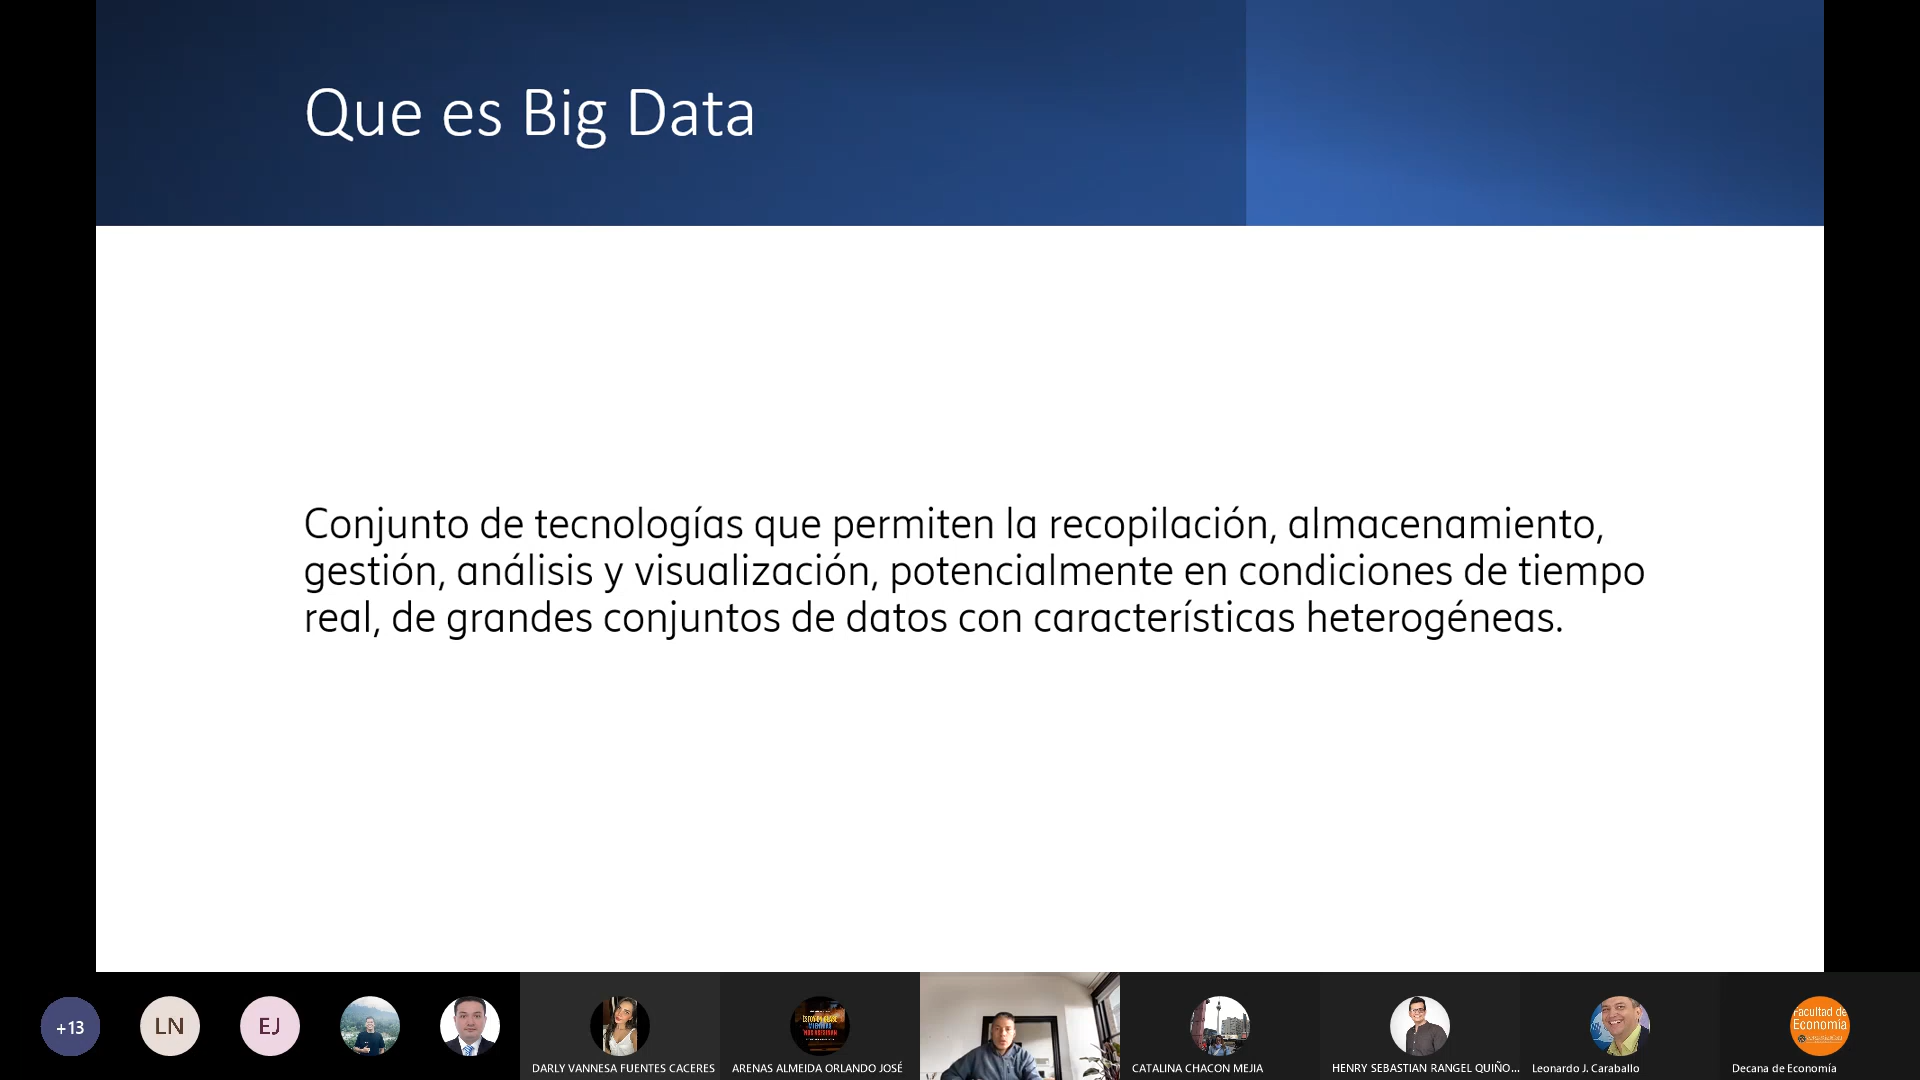 Que es Big Data
Conjunto de tecnologías que permiten la recopilación, almacenamiento,
gestión, análisis y visualización, potencialmente en condiciones de tiempo
real, de grandes conjuntos de datos con características heterogéneas.
+13
LN
EJ
DARLY VANNESA FUENTES CACERES
ARENAS ALMEIDA ORLANDO JOSÉ
CATALINA CHACON MEJIA
HENRY SEBASTIAN RANGEL QUIÑO...
Leonardo J. Caraballo
Facultad de
Economía
Decana de Economía